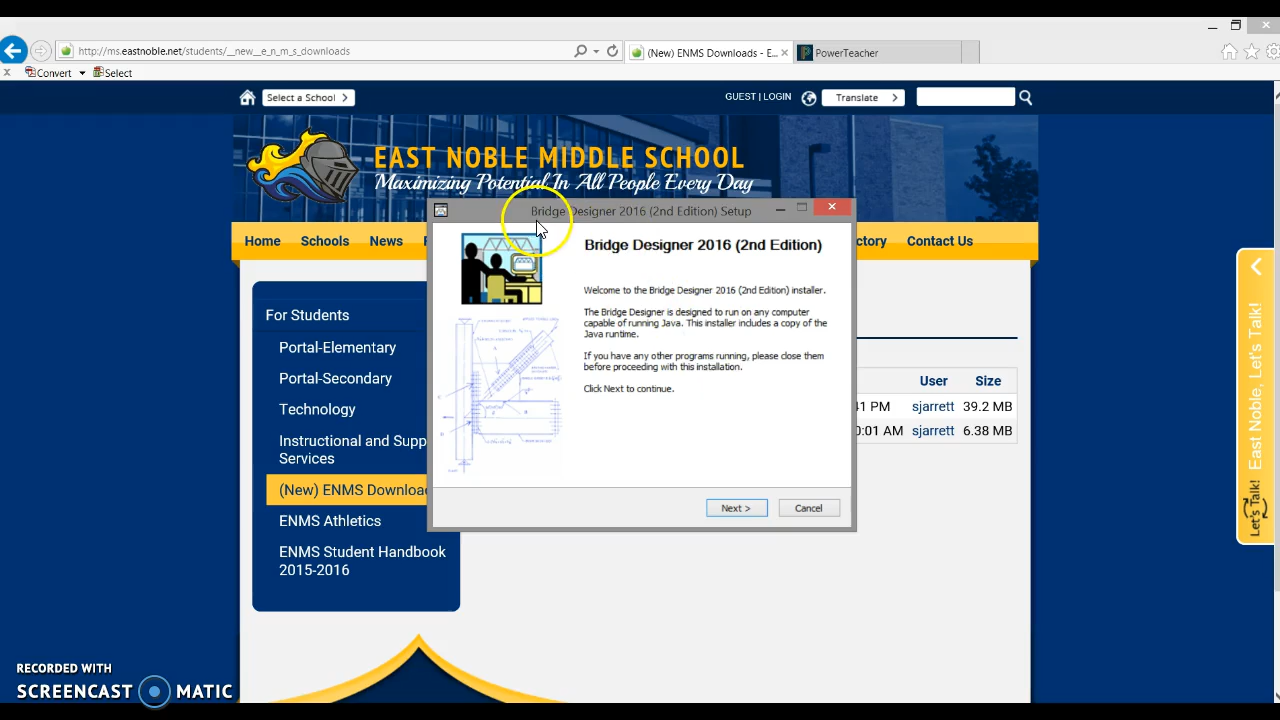 http://ms.eastnoble.net/students/__new__e_n_m_s_downloads
(New) ENMS Downloads - E...
PowerTeacher
x Convert Select
Select a School
GUEST | LOGIN
Translate
EAST NOBLE MIDDLE SCHOOL
Maximizing Potential In All People Every Day
Home
Schools
News
ctory
Contact Us
Bridge Designer 2016 (2nd Edition) Setup
Bridge Designer 2016 (2nd Edition)
Welcome to the Bridge Designer 2016 (2nd Edition) installer.
The Bridge Designer is designed to run on any computer
capable of running Java. This installer includes a copy of the
Java runtime.
If you have any other programs running, please close them
before proceeding with this installation.
Click Next to continue.
Next >
Cancel
For Students
Portal-Elementary
Portal-Secondary
Technology
Instructional and Supp
Services
(New) ENMS Downloa
ENMS Athletics
ENMS Student Handbook
2015-2016
User
Size
41 PM
sjarrett
39.2 MB
0:01 AM
sjarrett
6.38 MB
East Noble, Let's Talk!
Let's Talk!
RECORDED WITH
SCREENCAST MATIC